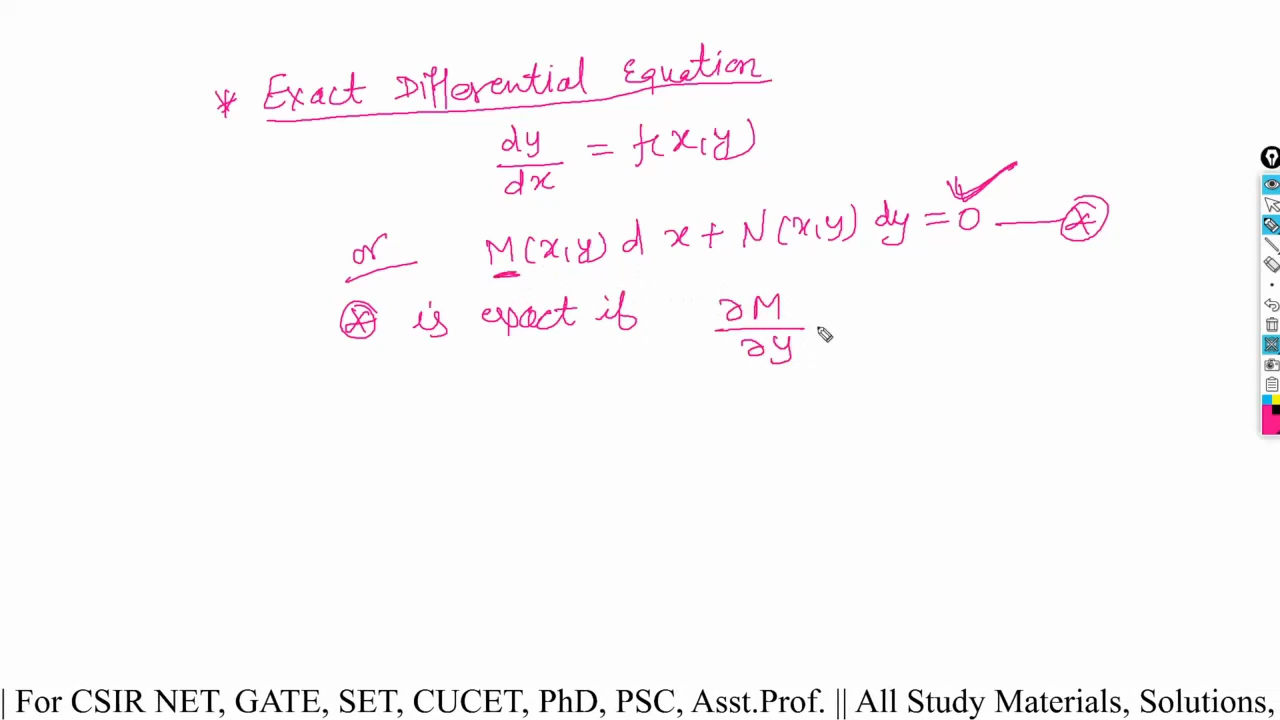 * Exact Differential Equation
dy/dx = f(x,y)
or M(x,y) d x + N(x,y) dy = 0 — ⊛
⊛ is exact if ∂M/∂y
| For CSIR NET, GATE, SET, CUCET, PhD, PSC, Asst.Prof. || All Study Materials, Solutions,